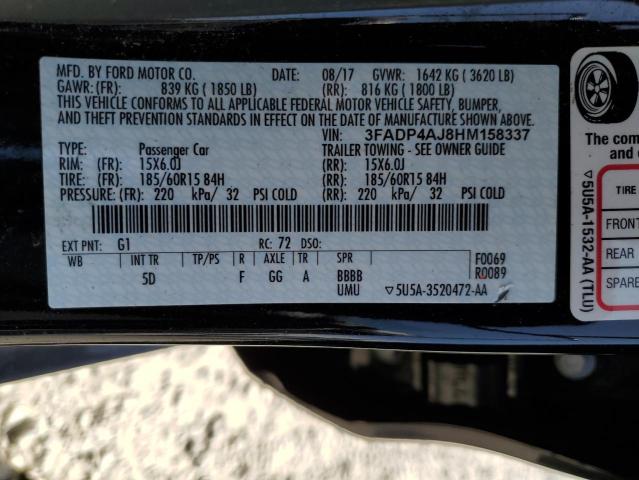 MFD. BY FORD MOTOR CO. DATE: 08/17 GVWR: 1642 KG ( 3620 LB)
GAWR: (FR): 839 KG ( 1850 LB) (RR): 816 KG ( 1800 LB)
THIS VEHICLE CONFORMS TO ALL APPLICABLE FEDERAL MOTOR VEHICLE SAFETY, BUMPER,
AND THEFT PREVENTION STANDARDS IN EFFECT ON THE DATE OF MANUFACTURE SHOWN ABOVE.
VIN: 3FADP4AJ8HM158337
TYPE: Passenger Car TRAILER TOWING - SEE OWNER GUIDE
RIM: (FR): 15X6.0J (RR): 15X6.0J
TIRE: (FR): 185/60R15 84H (RR): 185/60R15 84H
PRESSURE: (FR): 220 kPa/ 32 PSI COLD (RR): 220 kPa/ 32 PSI COLD
EXT PNT: G1 RC: 72 DSO:
WB INT TR TP/PS R AXLE TR SPR F0069
5D F GG A BBBB R0089
UMU ▽5U5A-3520472-AA
The com
and
▽5U5A-1532-AA (TLU)
TIRE
FRONT
REAR
SPARE